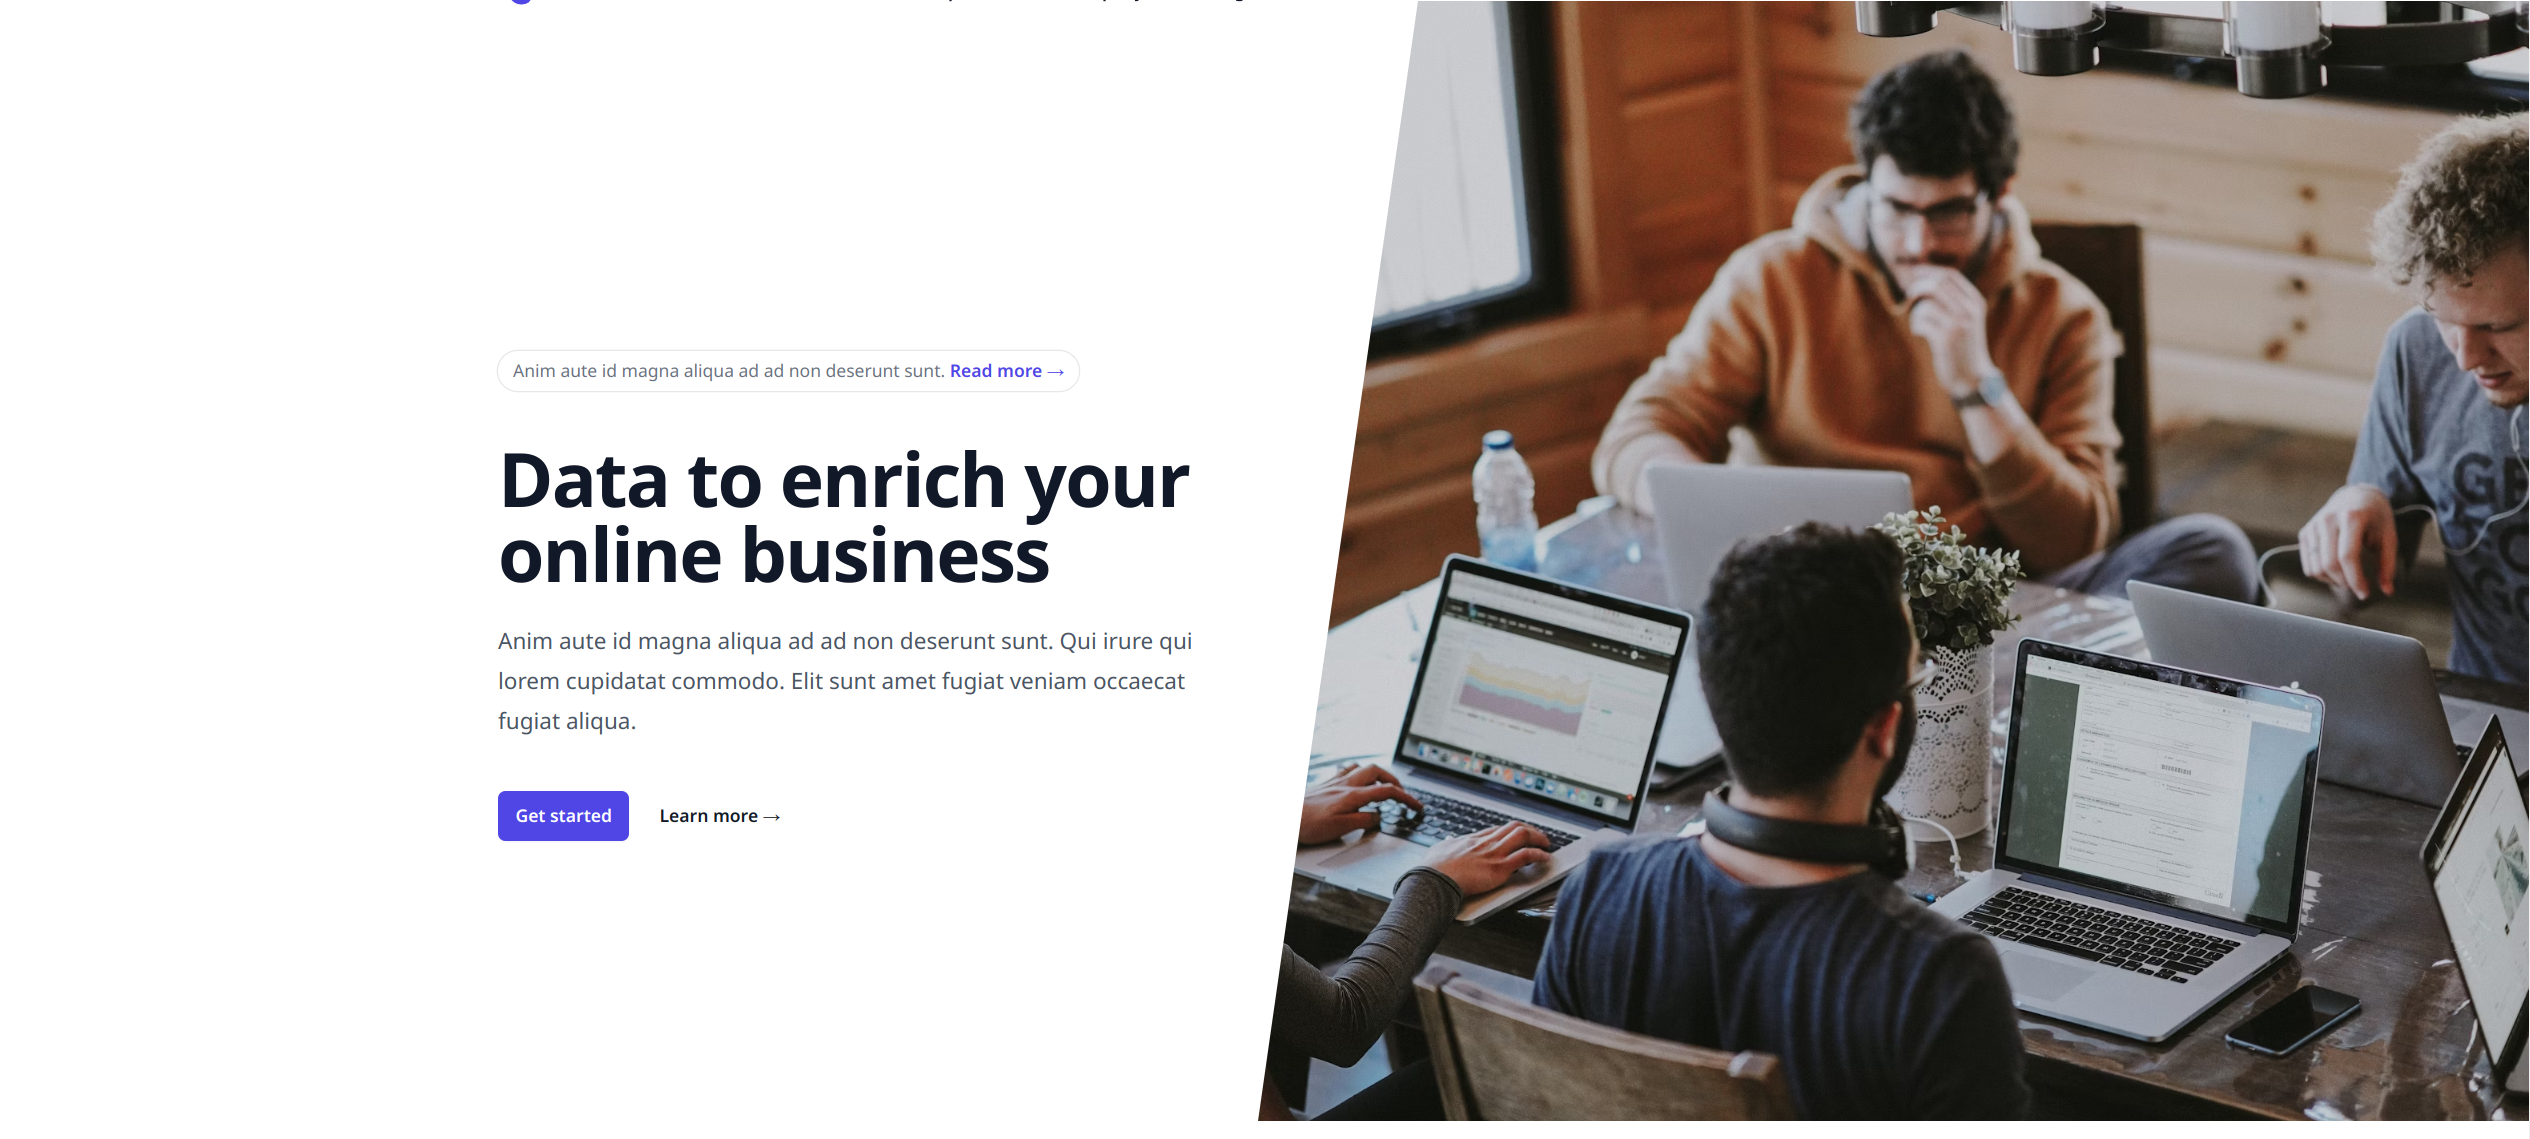 Anim aute id magna aliqua ad ad non deserunt sunt. Read more →
Data to enrich your
online business
Anim aute id magna aliqua ad ad non deserunt sunt. Qui irure qui
lorem cupidatat commodo. Elit sunt amet fugiat veniam occaecat
fugiat aliqua.
Get started
Learn more →